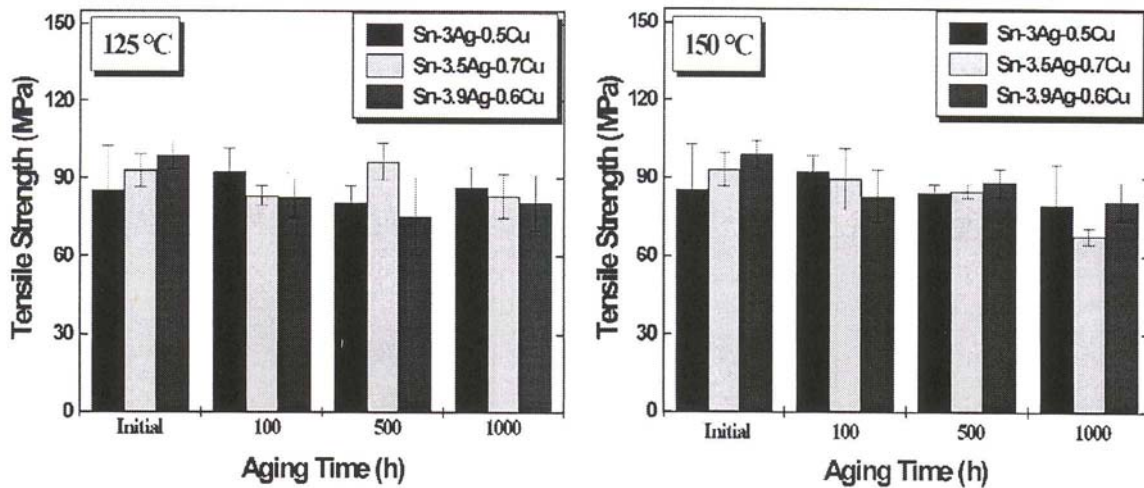 125 °C
Sn-3Ag-0.5Cu
Sn-3.5Ag-0.7Cu
Sn-3.9Ag-0.6Cu
Tensile Strength (MPa)
150
120
90
60
30
0
Initial 100 500 1000
Aging Time (h)
150 °C
Sn-3Ag-0.5Cu
Sn-3.5Ag-0.7Cu
Sn-3.9Ag-0.6Cu
Tensile Strength (MPa)
150
120
90
60
30
0
Initial 100 500 1000
Aging Time (h)